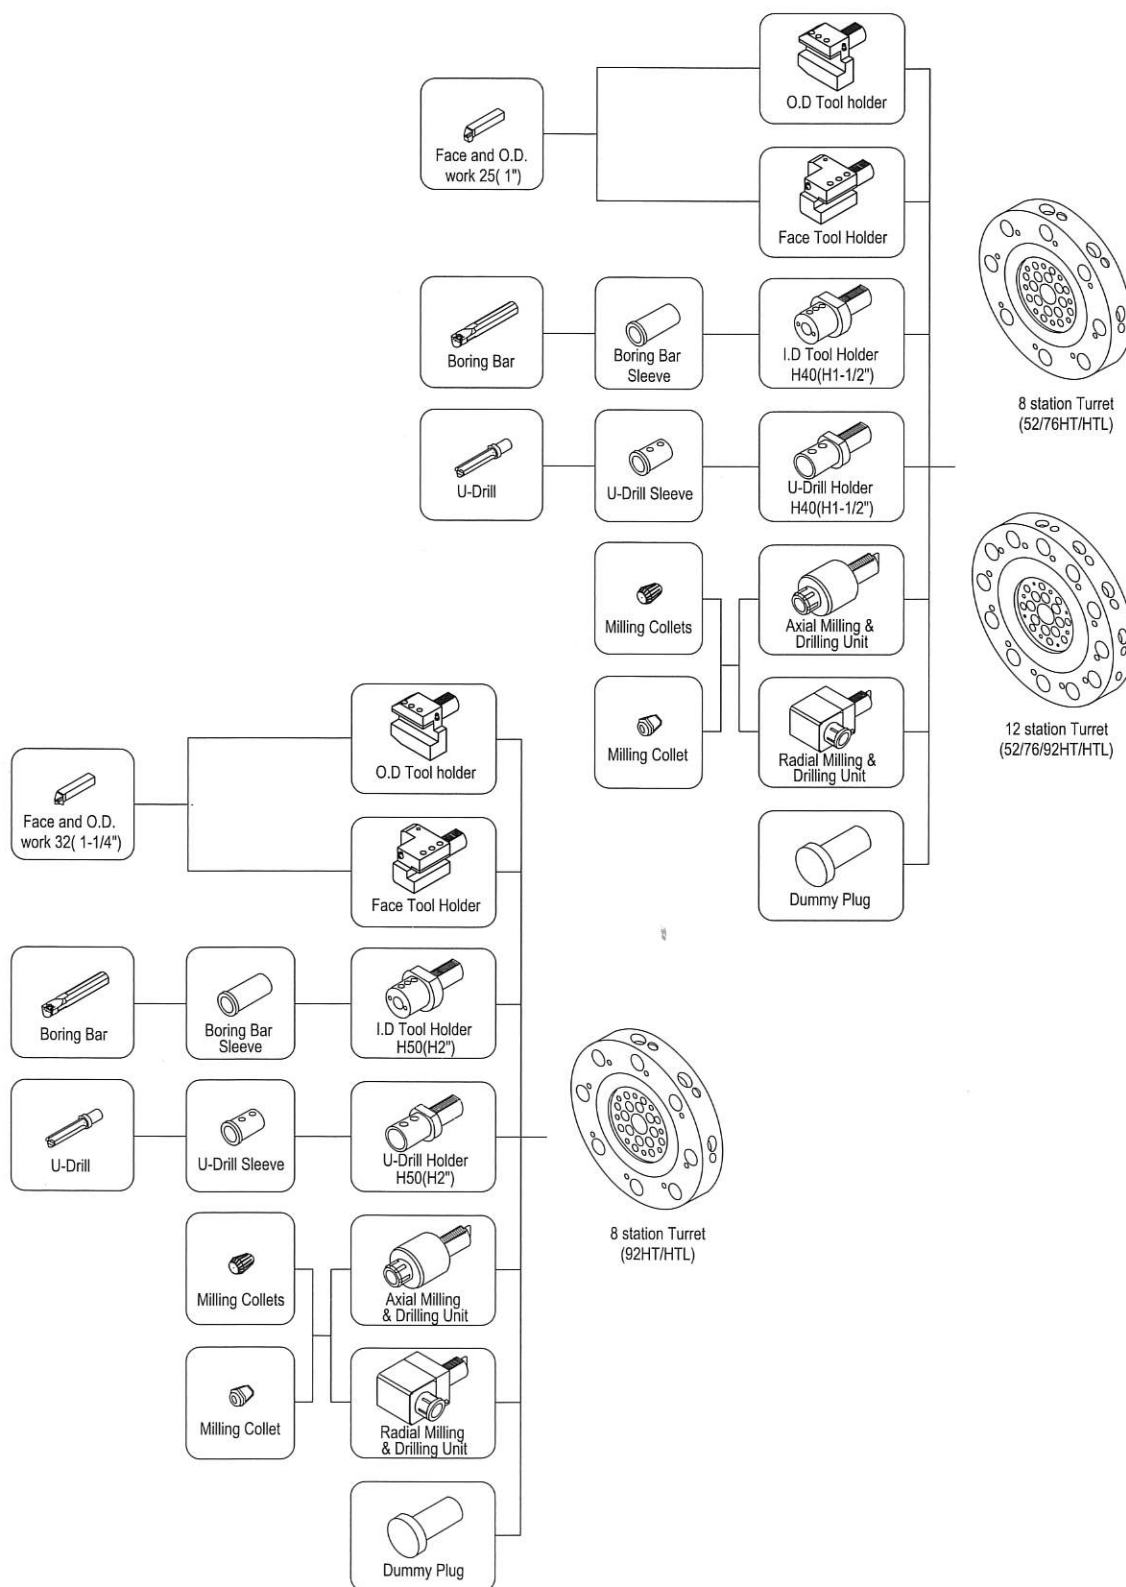 O.D Tool holder
Face and O.D.
work 25( 1")
Face Tool Holder
Boring Bar
Boring Bar
Sleeve
I.D Tool Holder
H40(H1-1/2")
8 station Turret
(52/76HT/HTL)
U-Drill
U-Drill Sleeve
U-Drill Holder
H40(H1-1/2")
Milling Collets
Axial Milling &
Drilling Unit
Milling Collet
Radial Milling &
Drilling Unit
12 station Turret
(52/76/92HT/HTL)
Dummy Plug
O.D Tool holder
Face and O.D.
work 32( 1-1/4")
Face Tool Holder
Boring Bar
Boring Bar
Sleeve
I.D Tool Holder
H50(H2")
U-Drill
U-Drill Sleeve
U-Drill Holder
H50(H2")
8 station Turret
(92HT/HTL)
Milling Collets
Axial Milling
& Drilling Unit
Milling Collet
Radial Milling
& Drilling Unit
Dummy Plug